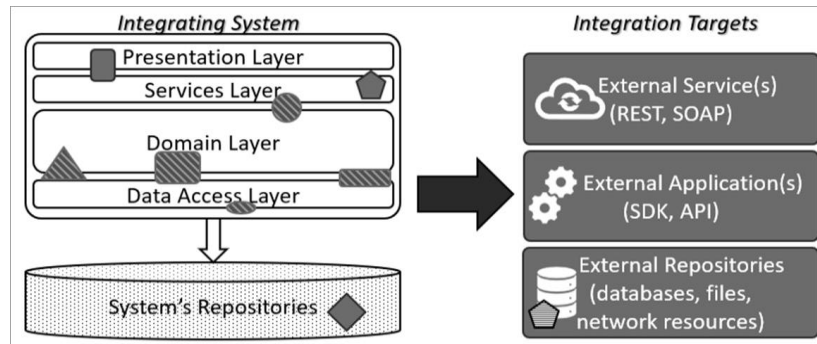 Integrating System
Presentation Layer
Services Layer
Domain Layer
Data Access Layer
System's Repositories
Integration Targets
External Service(s)
(REST, SOAP)
External Application(s)
(SDK, API)
External Repositories
(databases, files,
network resources)